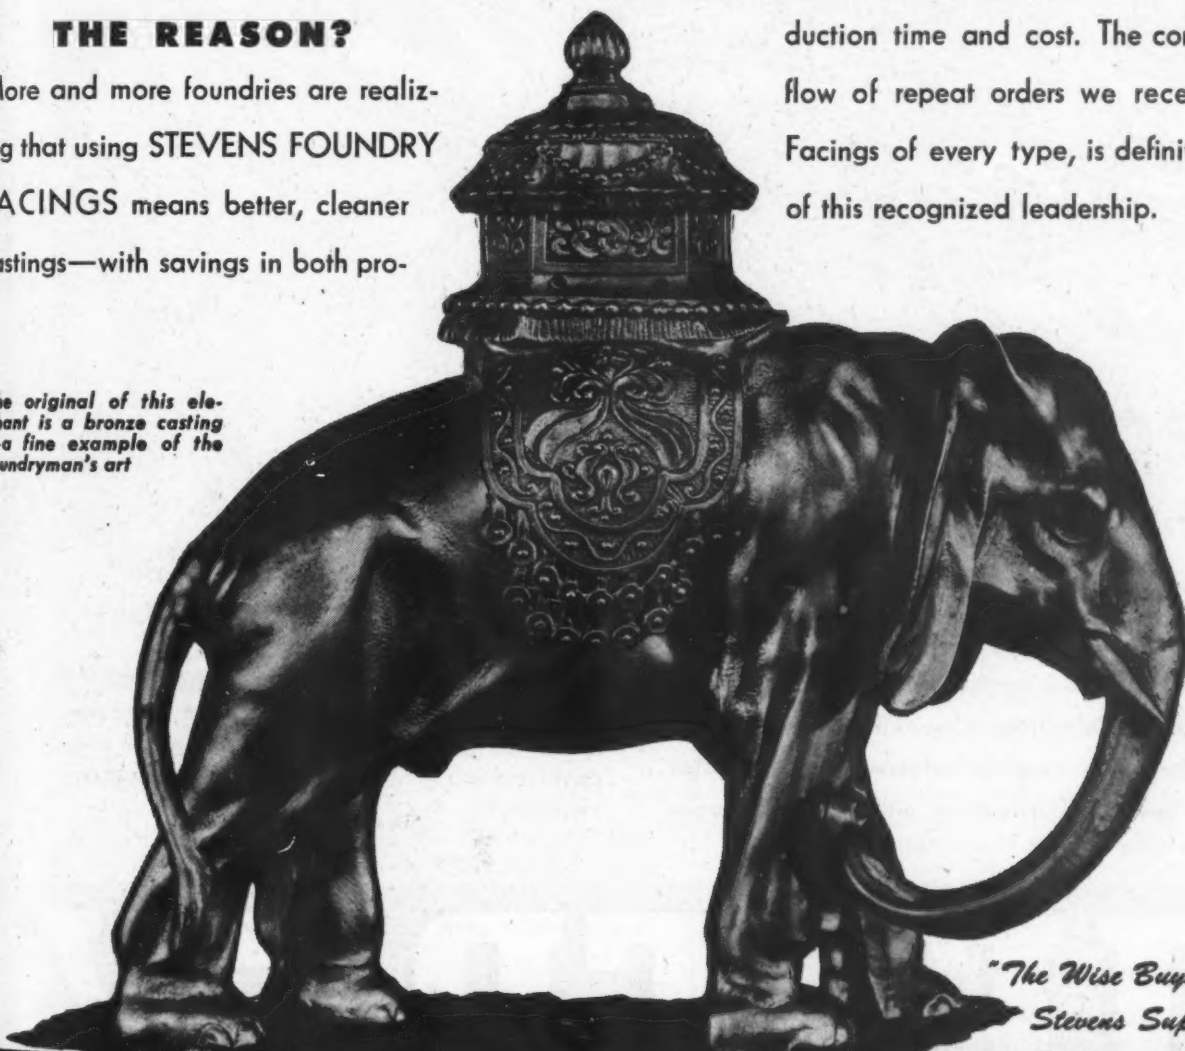 THE REASON?
ore and more foundries are realiz-
g that using STEVENS FOUNDRY
ACINGS means better, cleaner
stings—with savings in both pro-
duction time and cost. The con
flow of repeat orders we rece
Facings of every type, is defini
of this recognized leadership.
e original of this ele-
ant is a bronze casting
a fine example of the
undryman's art
"The Wise Buy
Stevens Sup